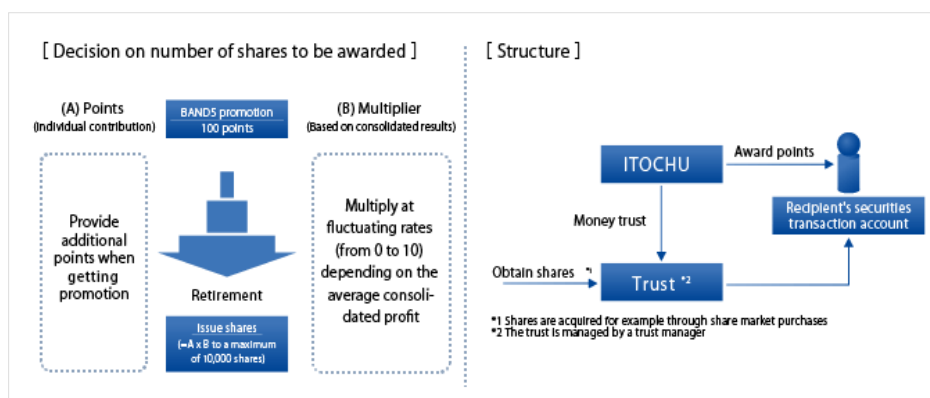 [ Decision on number of shares to be awarded ]
(A) Points
(Individual contribution)
BAND5 promotion
100 points
(B) Multiplier
(Based on consolidated results)
Provide
additional
points when
getting
promotion
Multiply at
fluctuating rates
(from 0 to 10)
depending on the
average consoli-
dated profit
Retirement
Issue shares
(=A x B to a maximum
of 10,000 shares)
[ Structure ]
ITOCHU
Award points
Recipient's securities
transaction account
Money trust
Obtain shares *1
Trust *2
*1 Shares are acquired for example through share market purchases
*2 The trust is managed by a trust manager